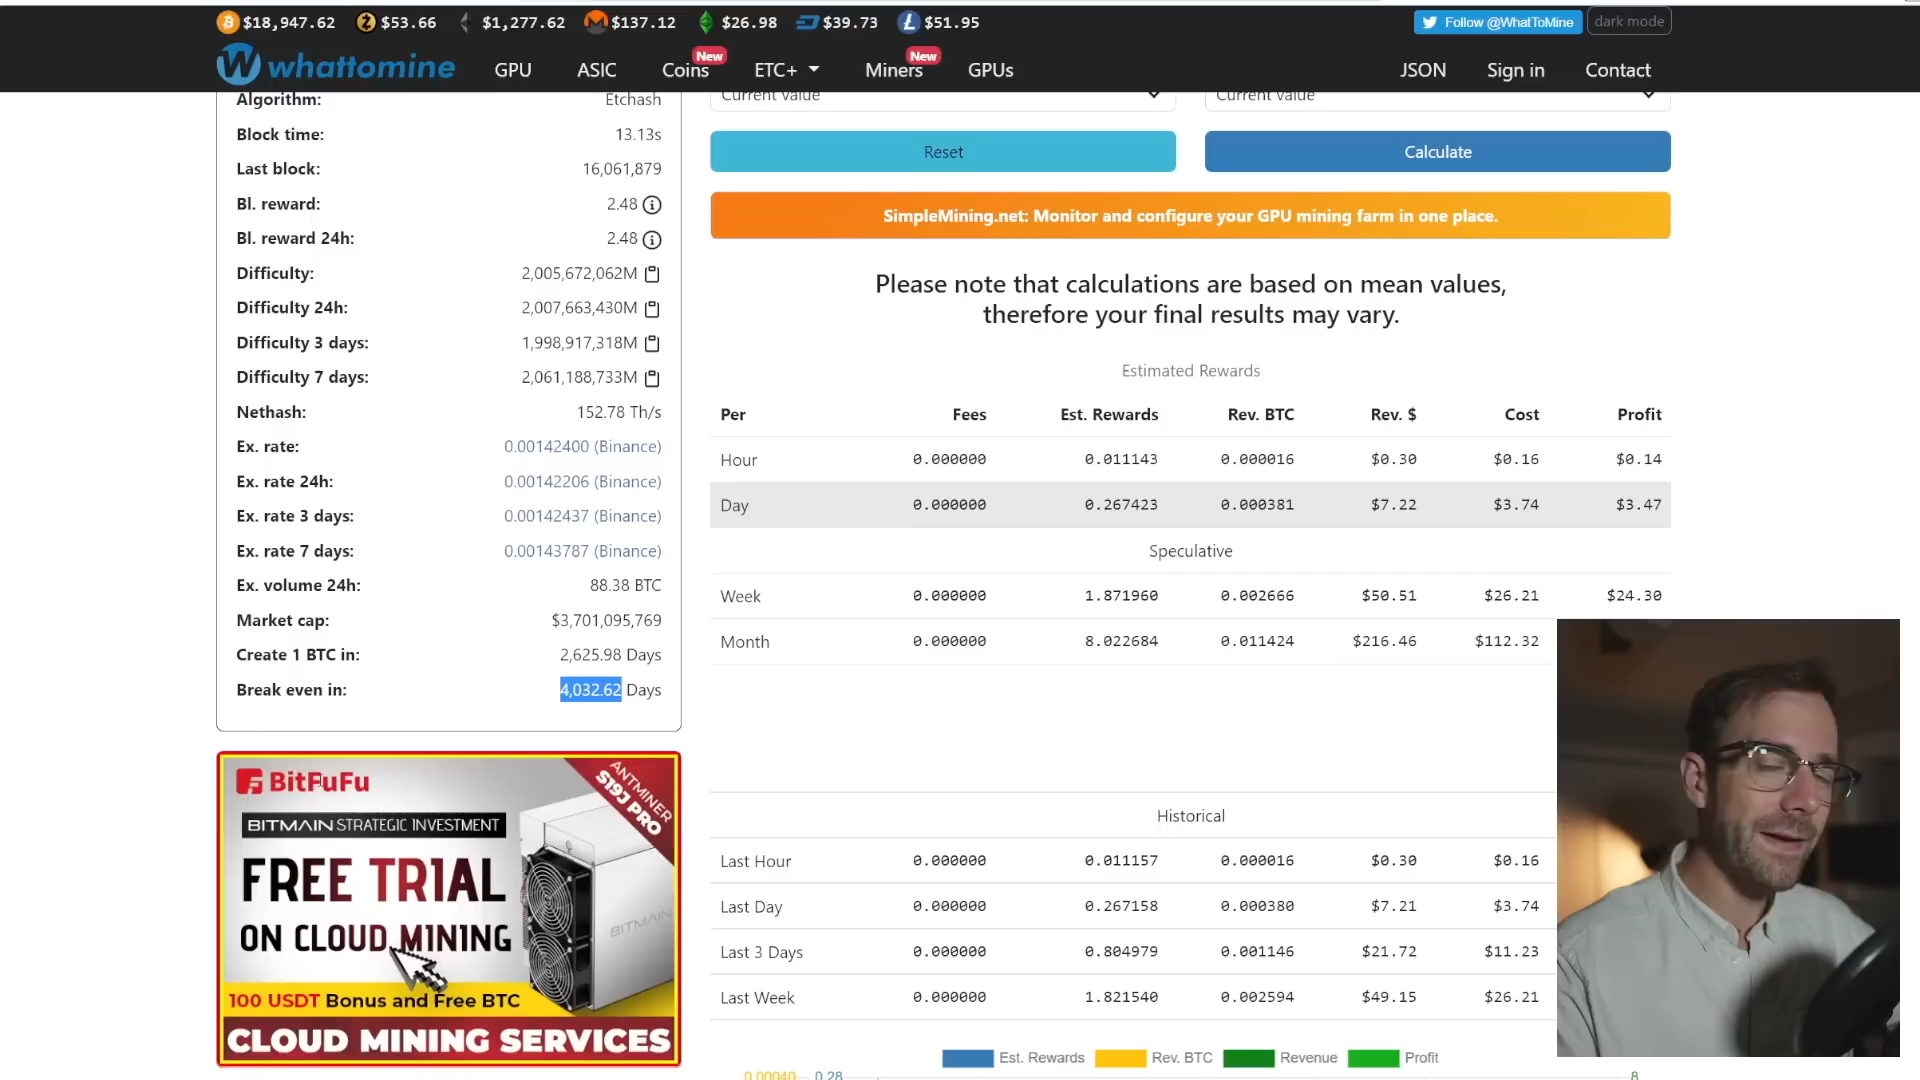 $18,947.62 $53.66 $1,277.62 $137.12 $26.98 $39.73 $51.95 Follow @WhatToMine dark mode
whattomine GPU ASIC Coins New ETC+ Miners New GPUs JSON Sign in Contact
Algorithm: Etchash
Block time: 13.13s
Last block: 16,061,879
Bl. reward: 2.48
Bl. reward 24h: 2.48
Difficulty: 2,005,672,062M
Difficulty 24h: 2,007,663,430M
Difficulty 3 days: 1,998,917,318M
Difficulty 7 days: 2,061,188,733M
Nethash: 152.78 Th/s
Ex. rate: 0.00142400 (Binance)
Ex. rate 24h: 0.00142206 (Binance)
Ex. rate 3 days: 0.00142437 (Binance)
Ex. rate 7 days: 0.00143787 (Binance)
Ex. volume 24h: 88.38 BTC
Market cap: $3,701,095,769
Create 1 BTC in: 2,625.98 Days
Break even in: 4,032.62 Days
BitFuFu
ANTMINER
S19J PRO
BITMAIN STRATEGIC INVESTMENT
FREE TRIAL
ON CLOUD MINING
BITMAIN
100 USDT Bonus and Free BTC
CLOUD MINING SERVICES
Current value Current value
Reset Calculate
SimpleMining.net: Monitor and configure your GPU mining farm in one place.
Please note that calculations are based on mean values,
therefore your final results may vary.
Estimated Rewards
Per Fees Est. Rewards Rev. BTC Rev. $ Cost Profit
Hour 0.000000 0.011143 0.000016 $0.30 $0.16 $0.14
Day 0.000000 0.267423 0.000381 $7.22 $3.74 $3.47
Speculative
Week 0.000000 1.871960 0.002666 $50.51 $26.21 $24.30
Month 0.000000 8.022684 0.011424 $216.46 $112.32
Historical
Last Hour 0.000000 0.011157 0.000016 $0.30 $0.16
Last Day 0.000000 0.267158 0.000380 $7.21 $3.74
Last 3 Days 0.000000 0.804979 0.001146 $21.72 $11.23
Last Week 0.000000 1.821540 0.002594 $49.15 $26.21
Est. Rewards Rev. BTC Revenue Profit
0.00040 0.28 8